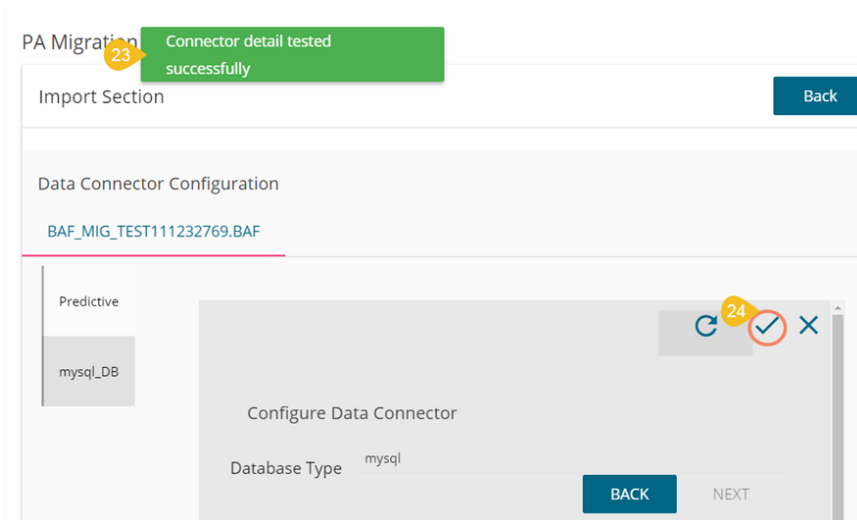 PA Migration
23
Connector detail tested
successfully
Import Section
Back
Data Connector Configuration
BAF_MIG_TEST111232769.BAF
Predictive
24
mysql_DB
Configure Data Connector
Database Type
mysql
BACK
NEXT